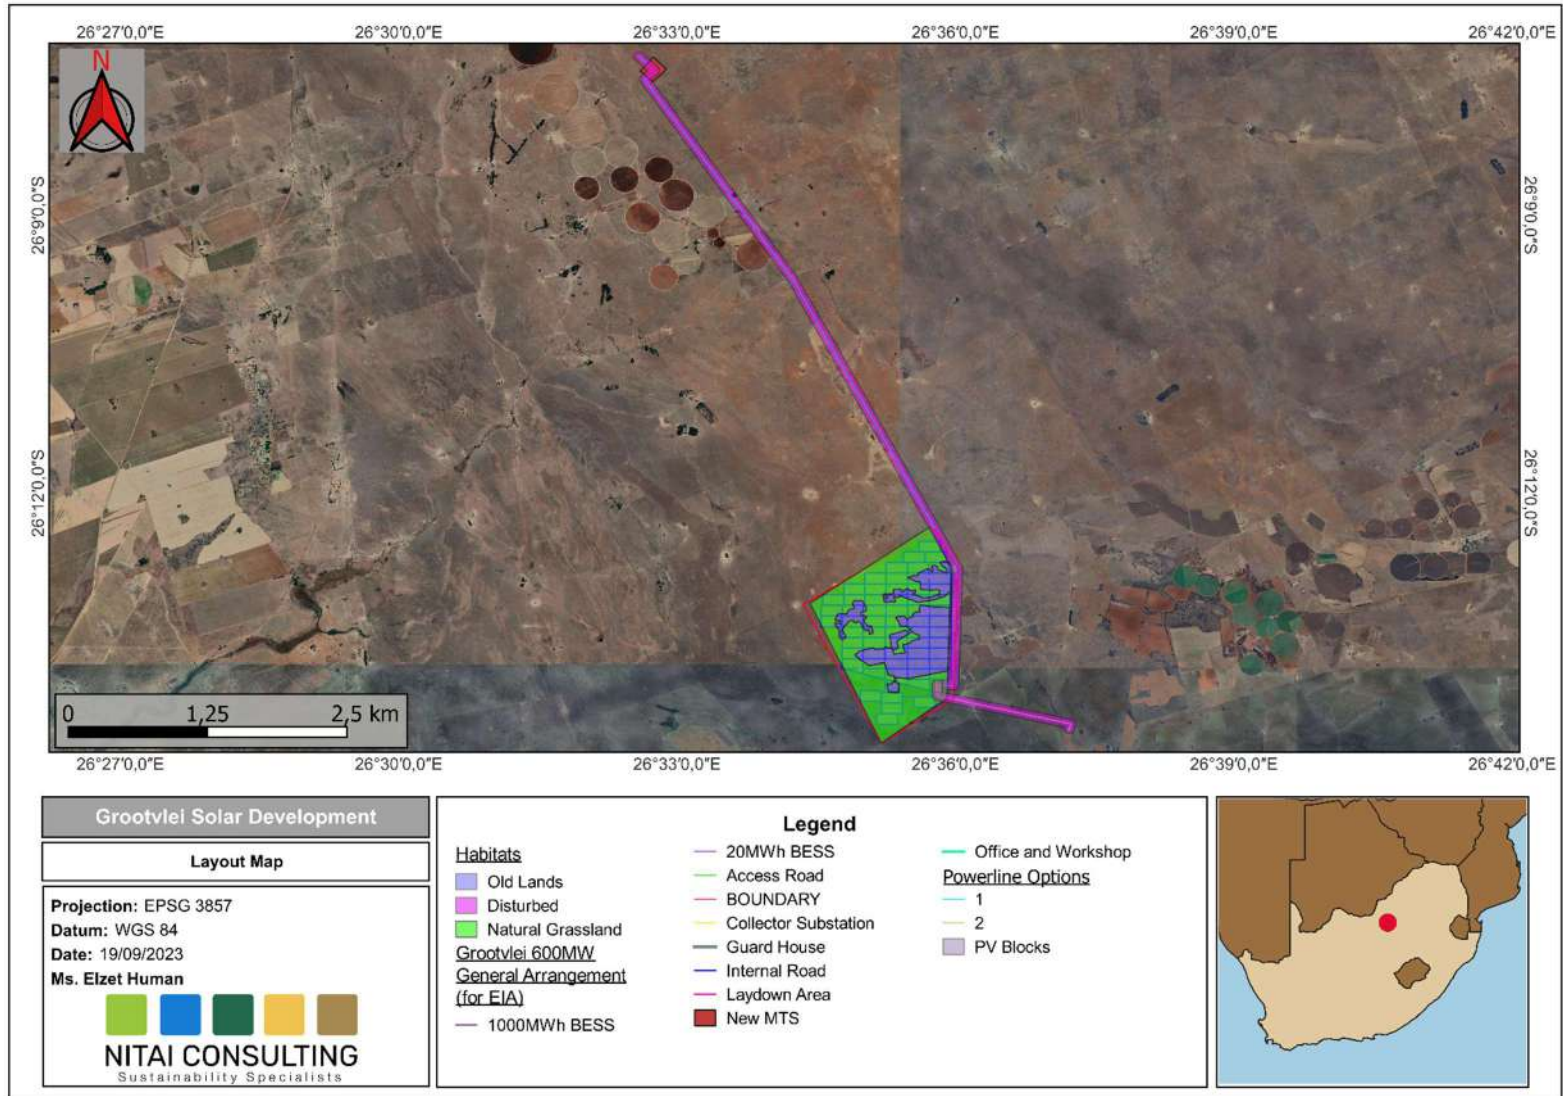 26°27'0,0"E 26°30'0,0"E 26°33'0,0"E 26°36'0,0"E 26°39'0,0"E 26°42'0,0"E
N
26°9'0,0"S
26°9'0,0"S
26°12'0,0"S
26°12'0,0"S
0 1,25 2,5 km
26°27'0,0"E 26°30'0,0"E 26°33'0,0"E 26°36'0,0"E 26°39'0,0"E 26°42'0,0"E
Grootvlei Solar Development
Layout Map
Projection: EPSG 3857
Datum: WGS 84
Date: 19/09/2023
Ms. Elzet Human
NITAI CONSULTING
Sustainability Specialists
Legend
Habitats
Old Lands
Disturbed
Natural Grassland
Grootvlei 600MW
General Arrangement
(for EIA)
1000MWh BESS
20MWh BESS
Access Road
BOUNDARY
Collector Substation
Guard House
Internal Road
Laydown Area
New MTS
Office and Workshop
Powerline Options
1
2
PV Blocks